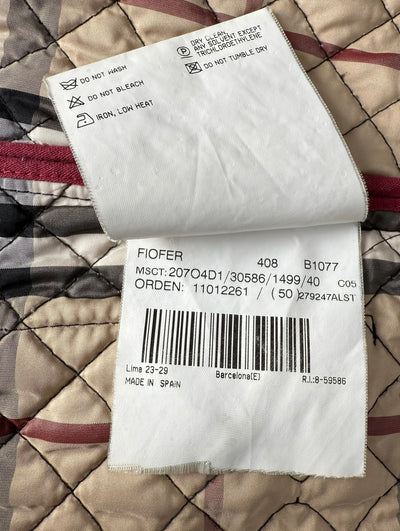 DO NOT WASH
DO NOT BLEACH
IRON, LOW HEAT
DRY CLEAN,
ANY SOLVENT EXCEPT
TRICHLOROETHYLENE
DO NOT TUMBLE DRY
FIOFER 408 B1077
MSCT:207O4D1/30586/1499/40 C05
ORDEN: 11012261 / (50) 279247ALST
Lima 23-29
MADE IN SPAIN
Barcelona(E)
R.I.:8-59586